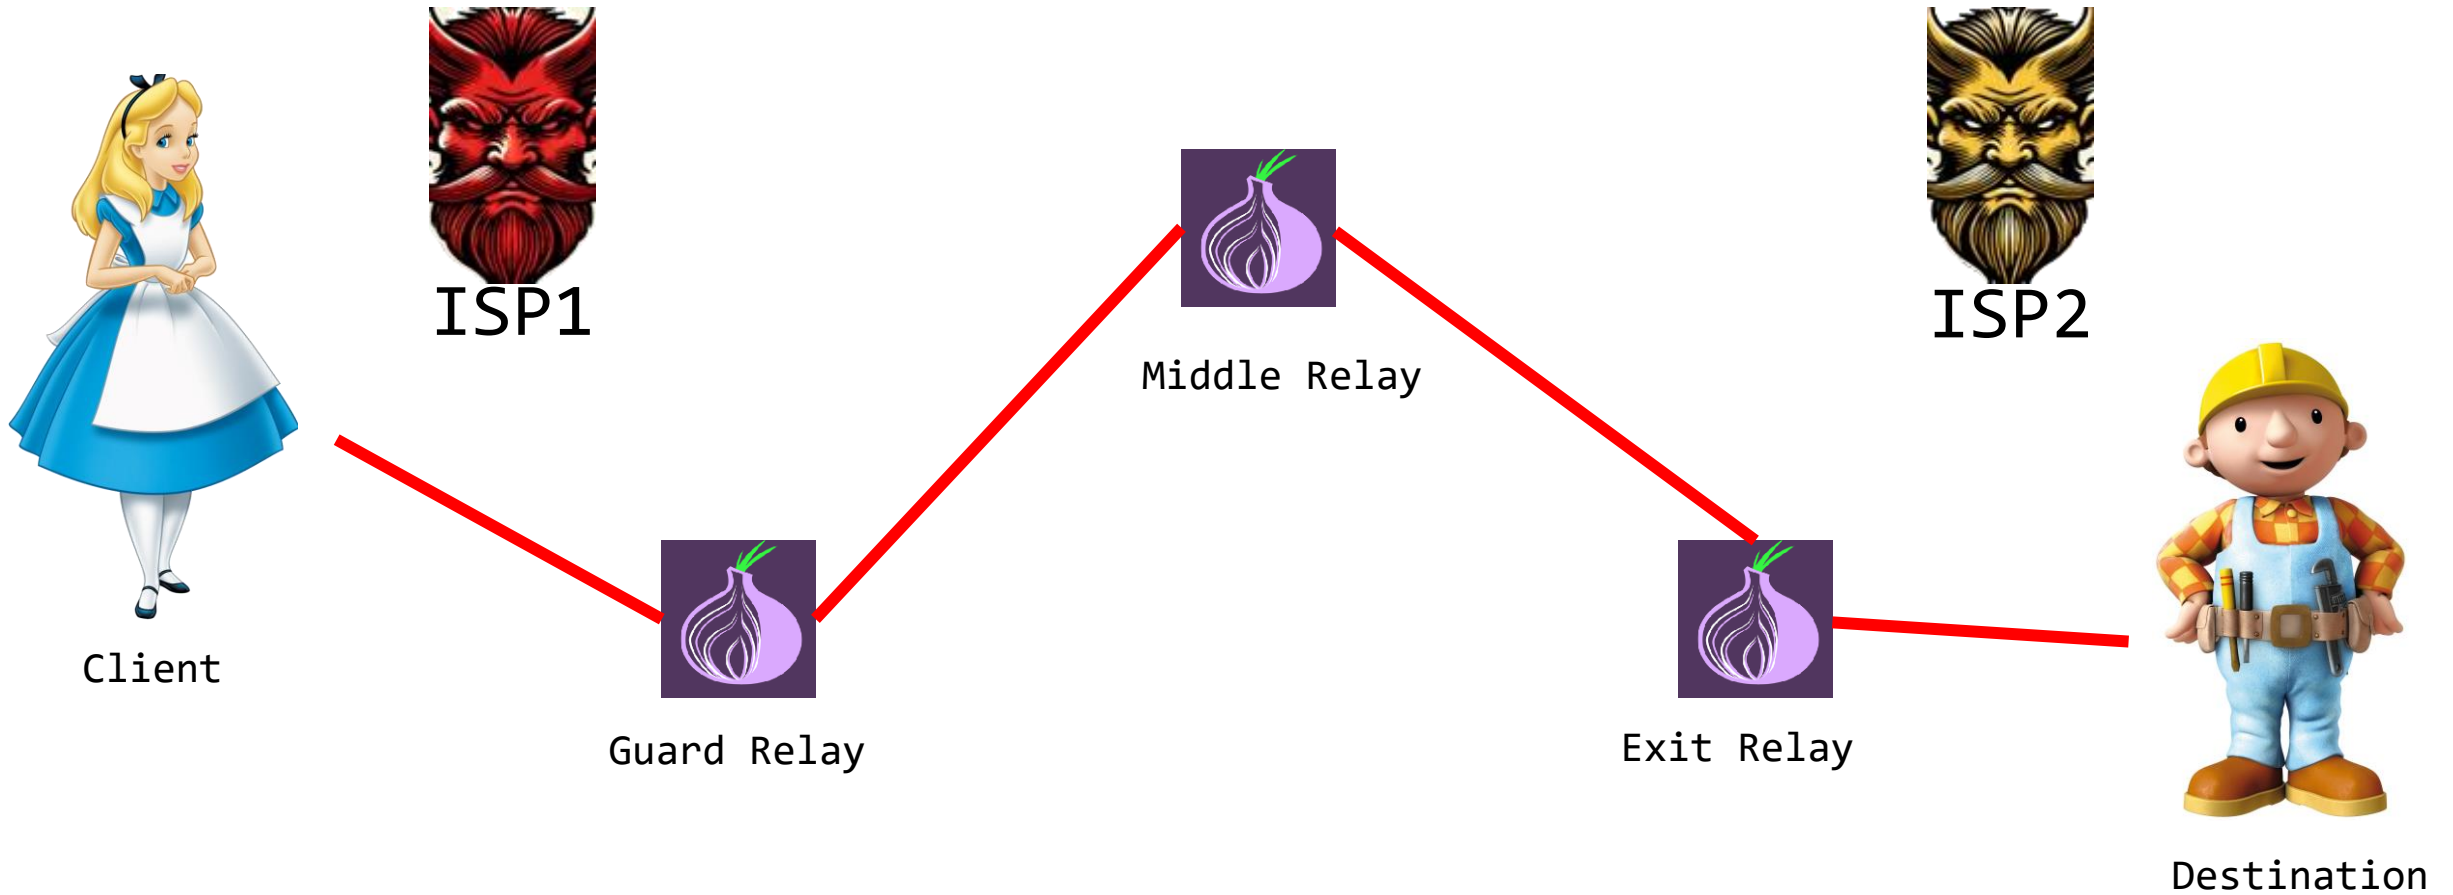 ISP1
ISP2
Middle Relay
Client
Guard Relay
Exit Relay
Destination